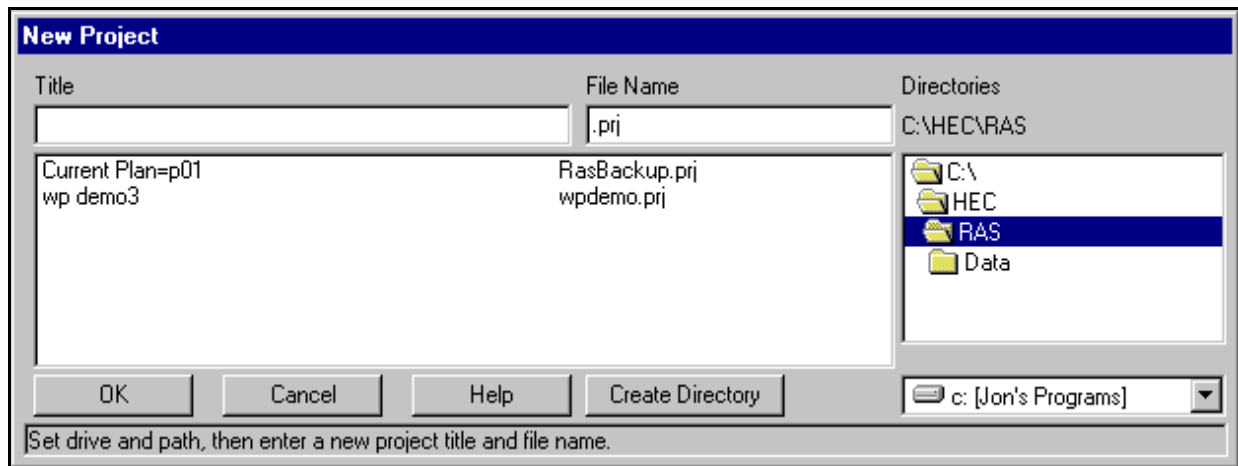 New Project
Title File Name Directories
.prj C:\HEC\RAS
Current Plan=p01 RasBackup.prj C:\
wp demo3 wpdemo.prj HEC
RAS
Data
OK Cancel Help Create Directory c: [Jon's Programs]
Set drive and path, then enter a new project title and file name.